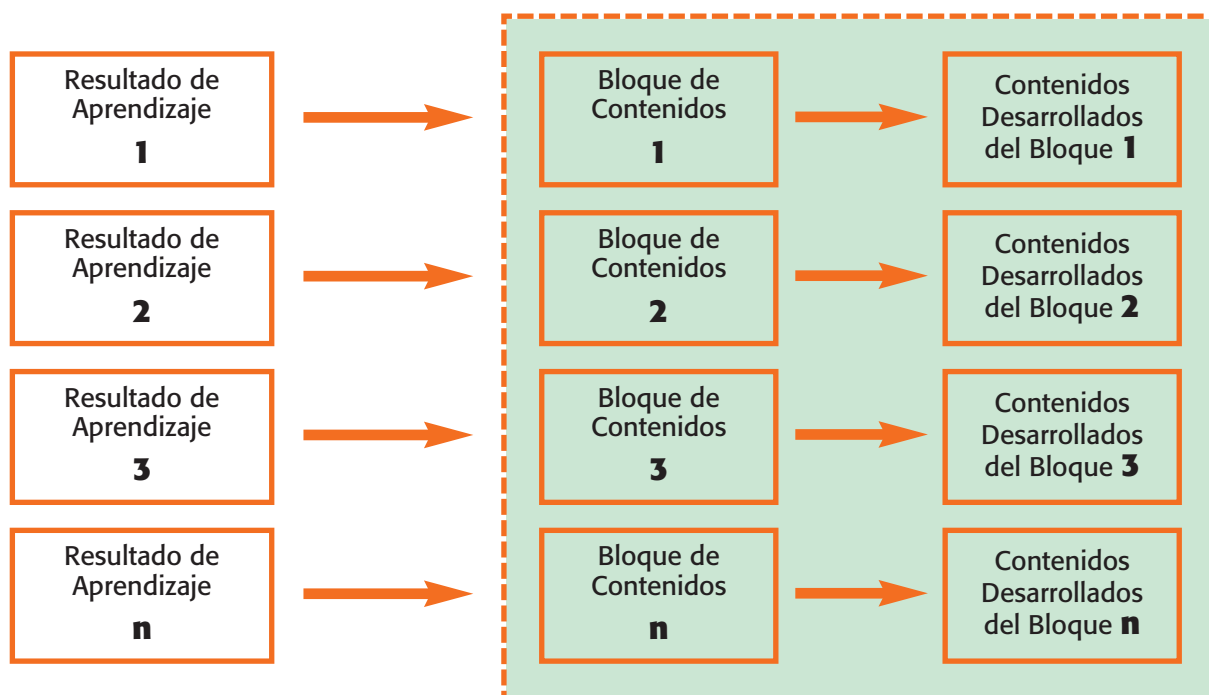 Resultado de
Aprendizaje
1
Bloque de
Contenidos
1
Contenidos
Desarrollados
del Bloque 1
Resultado de
Aprendizaje
2
Bloque de
Contenidos
2
Contenidos
Desarrollados
del Bloque 2
Resultado de
Aprendizaje
3
Bloque de
Contenidos
3
Contenidos
Desarrollados
del Bloque 3
Resultado de
Aprendizaje
n
Bloque de
Contenidos
n
Contenidos
Desarrollados
del Bloque n